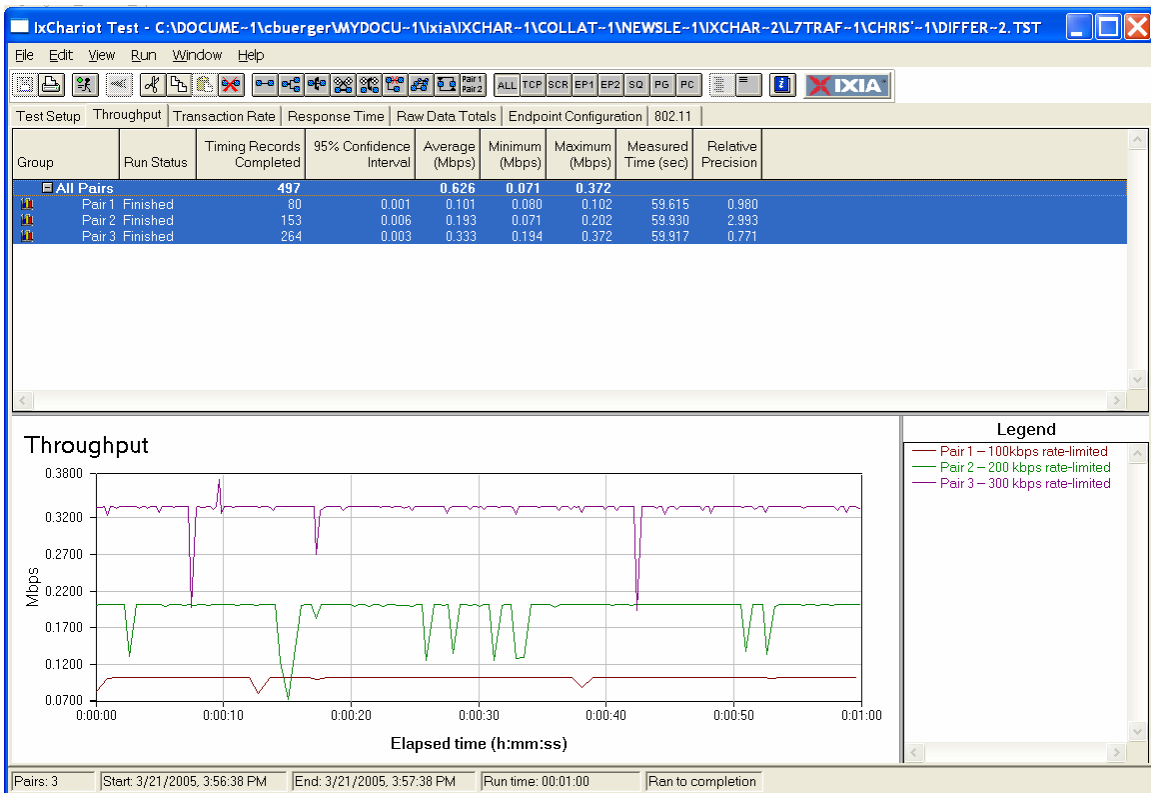 IxChariot Test - C:\DOCUME~1\cbuerger\MYDOCU~1\Ixia\IXCHAR~1\COLLAT~1\NEWSLE~1\IXCHAR~2\L7TRAF~1\CHRIS'~1\DIFFER~2.TST
File Edit View Run Window Help
Pair 1 Pair 2 ALL TCP SCR EP1 EP2 SQ PG PC IXIA
Test Setup Throughput Transaction Rate Response Time Raw Data Totals Endpoint Configuration 802.11
Group Run Status Timing Records Completed 95% Confidence Interval Average (Mbps) Minimum (Mbps) Maximum (Mbps) Measured Time (sec) Relative Precision
All Pairs 497 0.626 0.071 0.372
Pair 1 Finished 80 0.001 0.101 0.080 0.102 59.615 0.980
Pair 2 Finished 153 0.006 0.193 0.071 0.202 59.930 2.993
Pair 3 Finished 264 0.003 0.333 0.194 0.372 59.917 0.771
Throughput
0.3800
0.3200
0.2700
0.2200
0.1700
0.1200
0.0700
Mbps
0:00:00 0:00:10 0:00:20 0:00:30 0:00:40 0:00:50 0:01:00
Elapsed time (h:mm:ss)
Legend
Pair 1 – 100kbps rate-limited
Pair 2 – 200 kbps rate-limited
Pair 3 – 300 kbps rate-limited
Pairs: 3 Start: 3/21/2005, 3:56:38 PM End: 3/21/2005, 3:57:38 PM Run time: 00:01:00 Ran to completion